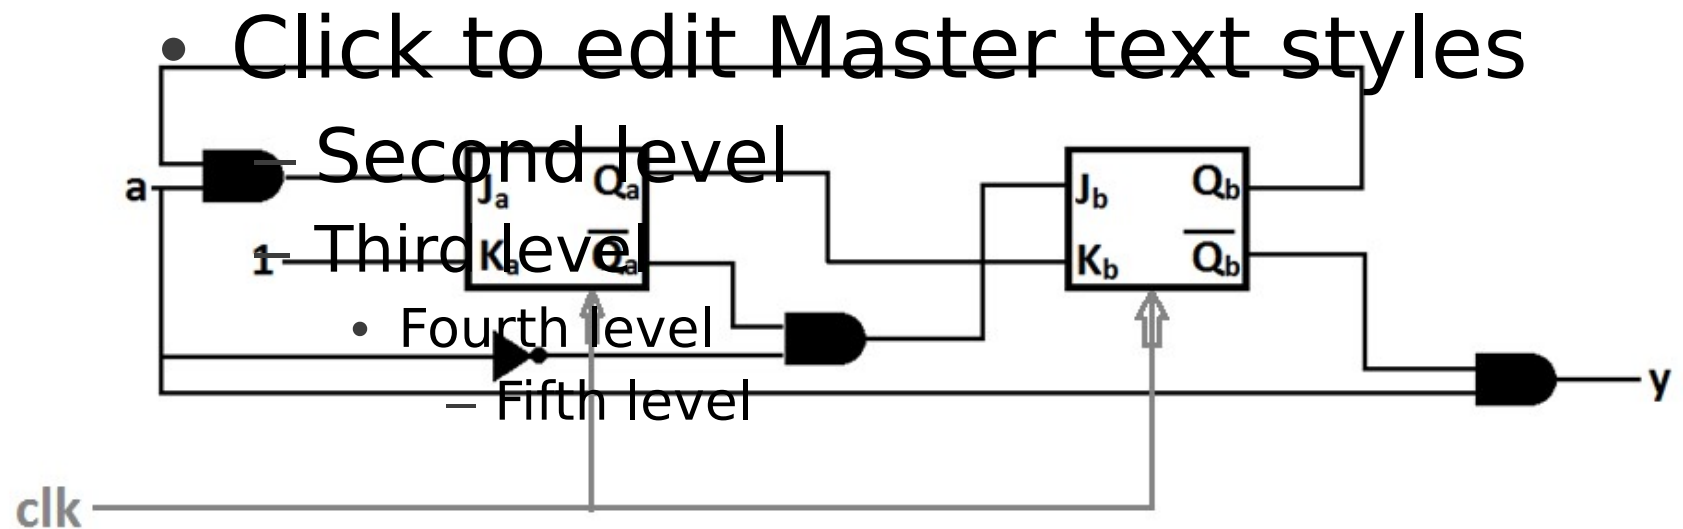 • Click to edit Master text styles
– Second level
a Ja Qa Jb Qb
– Third level
1 Ka Qa Kb Qb
• Fourth level
– Fifth level
y
clk